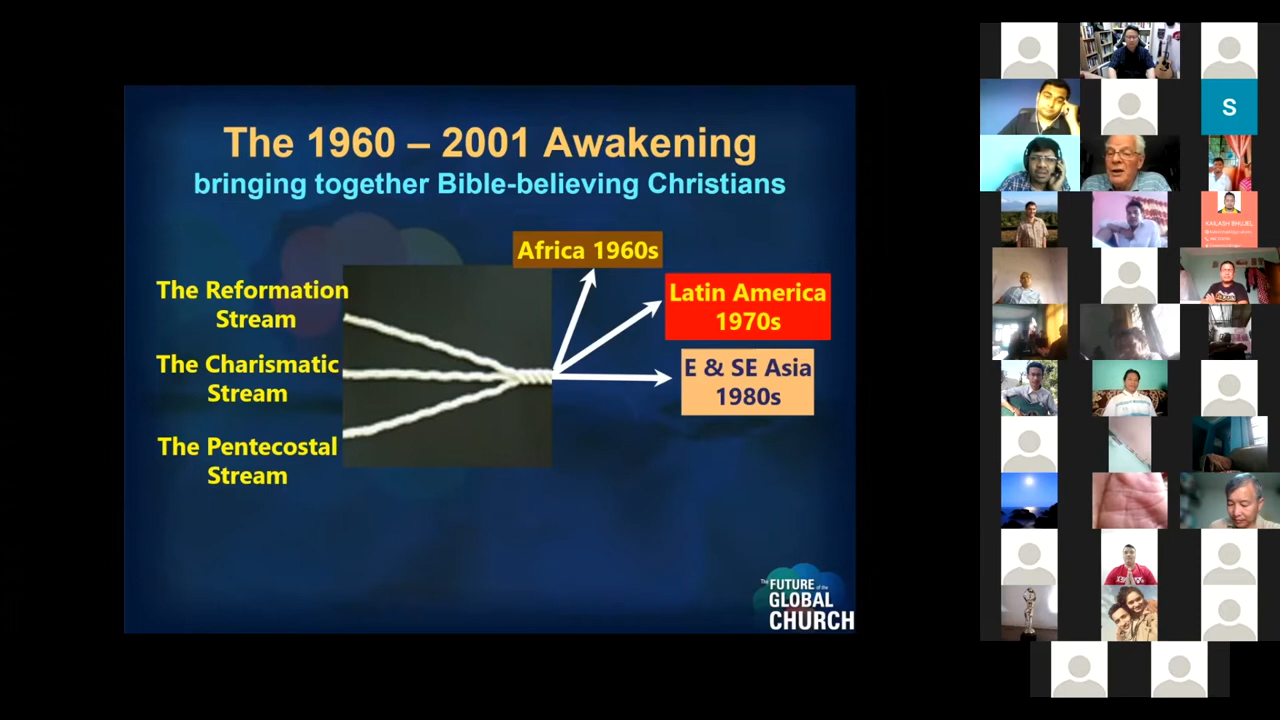 The 1960 – 2001 Awakening
bringing together Bible-believing Christians
Africa 1960s
The Reformation
Stream
Latin America
1970s
The Charismatic
Stream
E & SE Asia
1980s
The Pentecostal
Stream
The FUTURE of the
GLOBAL
CHURCH
S
KAILASH BHUJEL